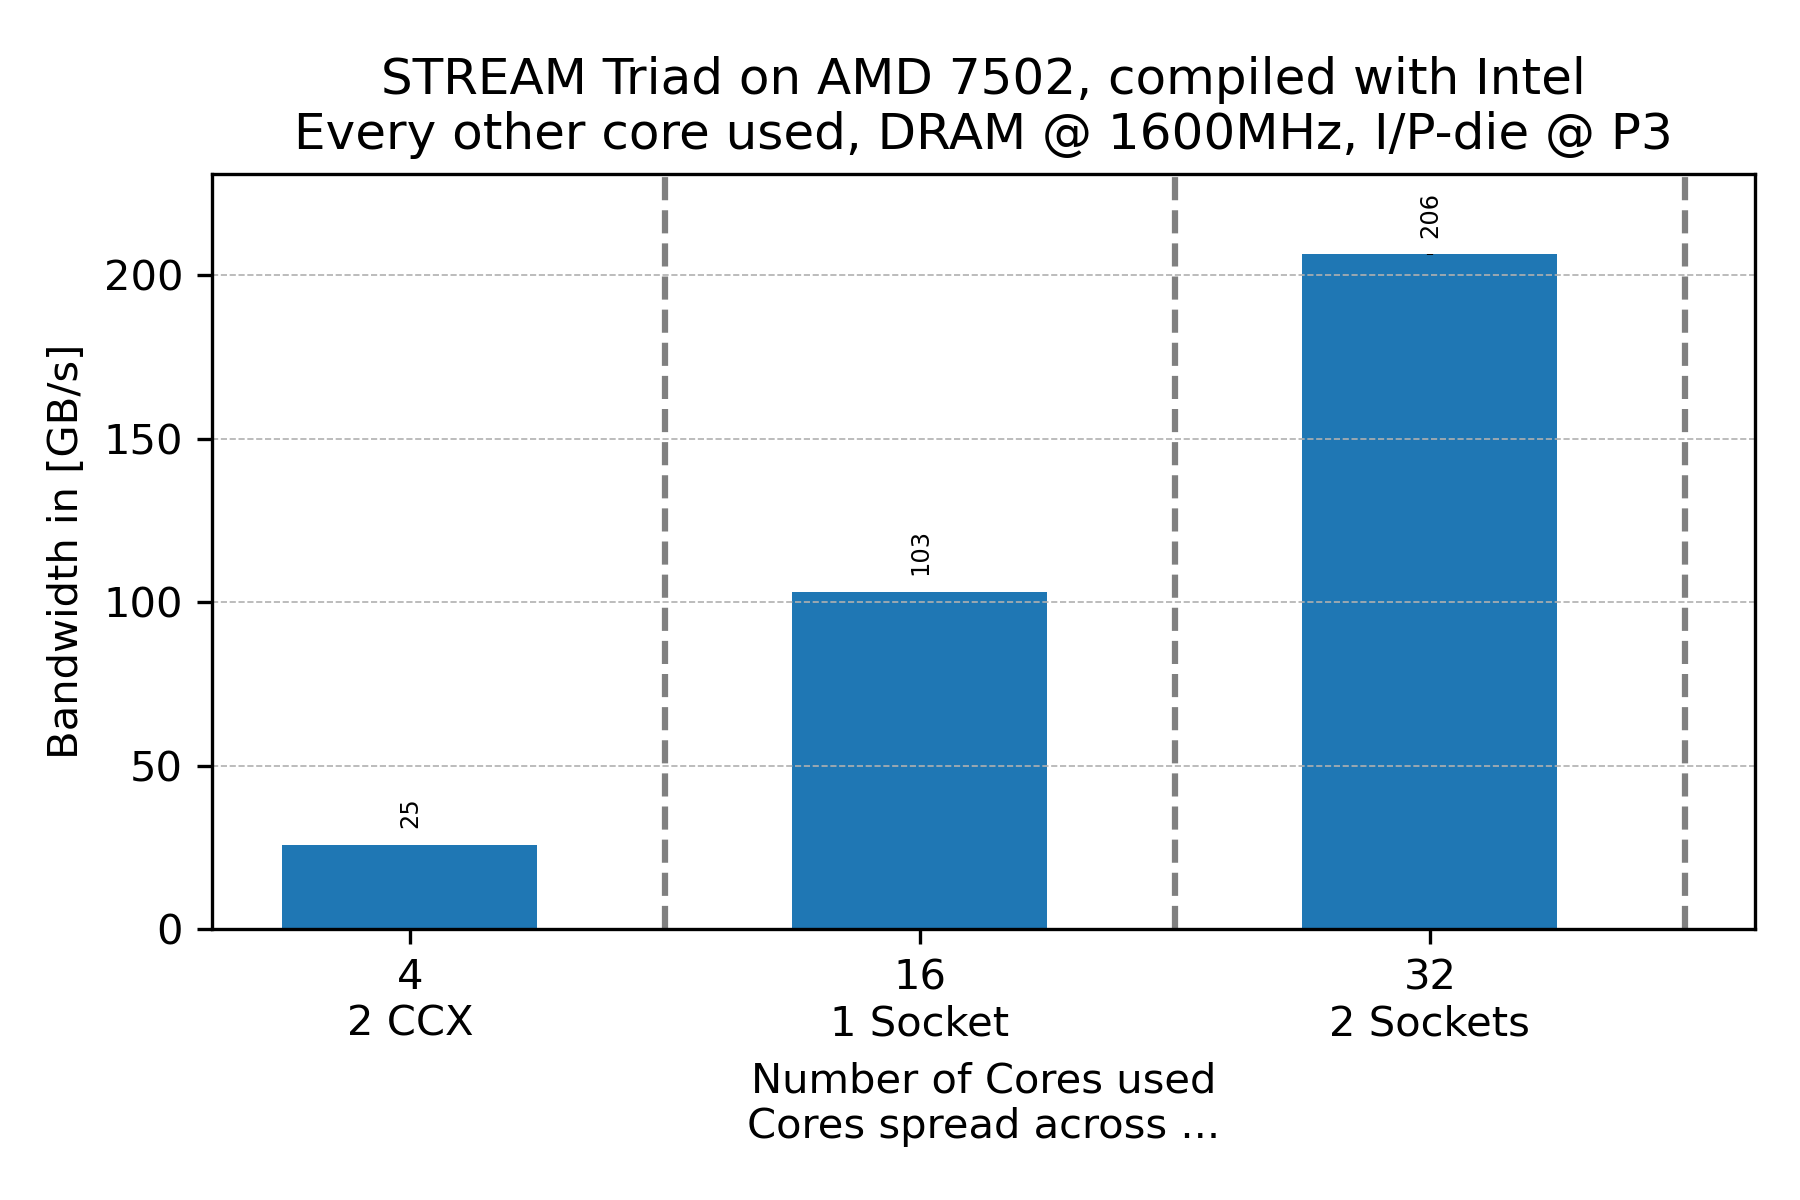 STREAM Triad on AMD 7502, compiled with Intel
Every other core used, DRAM @ 1600MHz, I/P-die @ P3
Bandwidth in [GB/s]
200
150
100
50
0
25
103
206
4
2 CCX
16
1 Socket
32
2 Sockets
Number of Cores used
Cores spread across ...